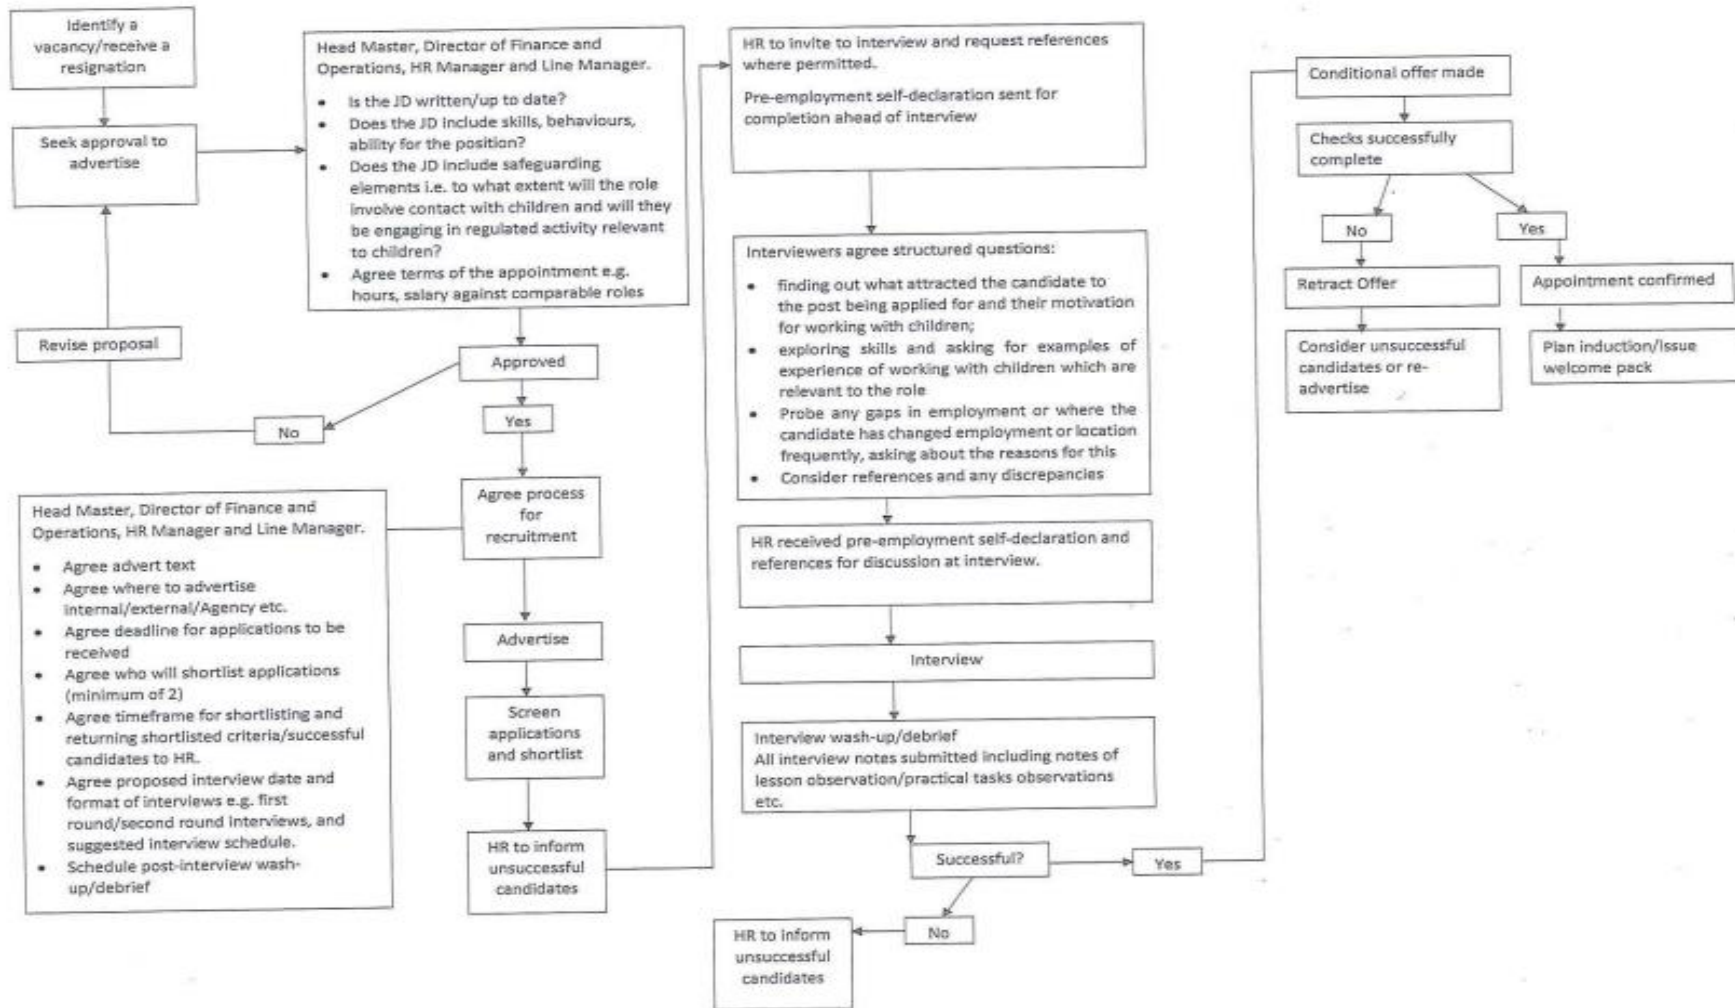 Identify a
vacancy/receive a
resignation
Seek approval to
advertise
Revise proposal
Head Master, Director of Finance and
Operations, HR Manager and Line Manager.
• Is the JD written/up to date?
• Does the JD include skills, behaviours,
ability for the position?
• Does the JD include safeguarding
elements i.e. to what extent will the role
involve contact with children and will they
be engaging in regulated activity relevant
to children?
• Agree terms of the appointment e.g.
hours, salary against comparable roles
Approved
No
Yes
Agree process
for
recruitment
Head Master, Director of Finance and
Operations, HR Manager and Line Manager.
• Agree advert text
• Agree where to advertise
internal/external/Agency etc.
• Agree deadline for applications to be
received
• Agree who will shortlist applications
(minimum of 2)
• Agree timeframe for shortlisting and
returning shortlisted criteria/successful
candidates to HR.
• Agree proposed interview date and
format of interviews e.g. first
round/second round interviews, and
suggested interview schedule.
• Schedule post-interview wash-
up/debrief
Advertise
Screen
applications
and shortlist
HR to inform
unsuccessful
candidates
HR to invite to interview and request references
where permitted.
Pre-employment self-declaration sent for
completion ahead of interview
Interviewers agree structured questions:
• finding out what attracted the candidate to
the post being applied for and their motivation
for working with children;
• exploring skills and asking for examples of
experience of working with children which are
relevant to the role
• Probe any gaps in employment or where the
candidate has changed employment or location
frequently, asking about the reasons for this
• Consider references and any discrepancies
HR received pre-employment self-declaration and
references for discussion at interview.
Interview
Interview wash-up/debrief
All interview notes submitted including notes of
lesson observation/practical tasks observations
etc.
Successful?
Yes
No
HR to inform
unsuccessful
candidates
Conditional offer made
Checks successfully
complete
No
Yes
Retract Offer
Appointment confirmed
Consider unsuccessful
candidates or re-
advertise
Plan induction/Issue
welcome pack